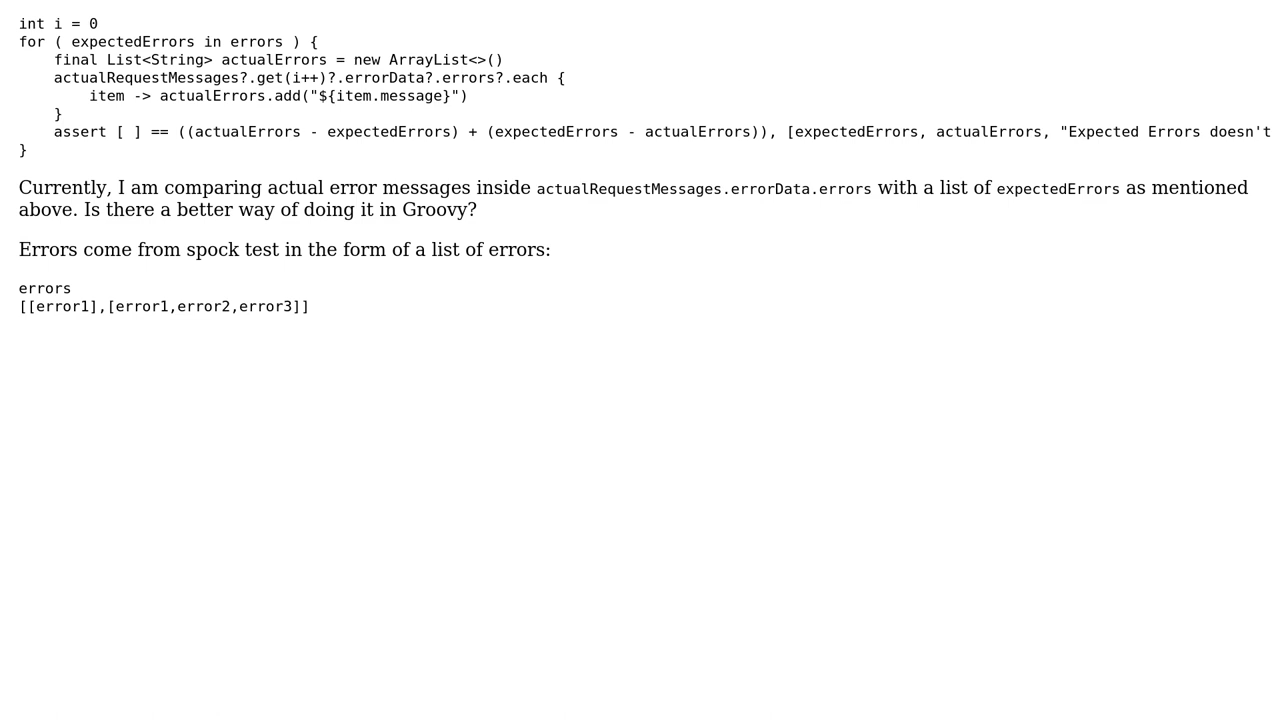 int i = 0
for ( expectedErrors in errors ) {
    final List<String> actualErrors = new ArrayList<>()
    actualRequestMessages?.get(i++)?.errorData?.errors?.each {
        item -> actualErrors.add("${item.message}")
    }
    assert [ ] == ((actualErrors - expectedErrors) + (expectedErrors - actualErrors)), [expectedErrors, actualErrors, "Expected Errors doesn't
}
Currently, I am comparing actual error messages inside actualRequestMessages.errorData.errors with a list of expectedErrors as mentioned
above. Is there a better way of doing it in Groovy?
Errors come from spock test in the form of a list of errors:
errors
[[error1],[error1,error2,error3]]